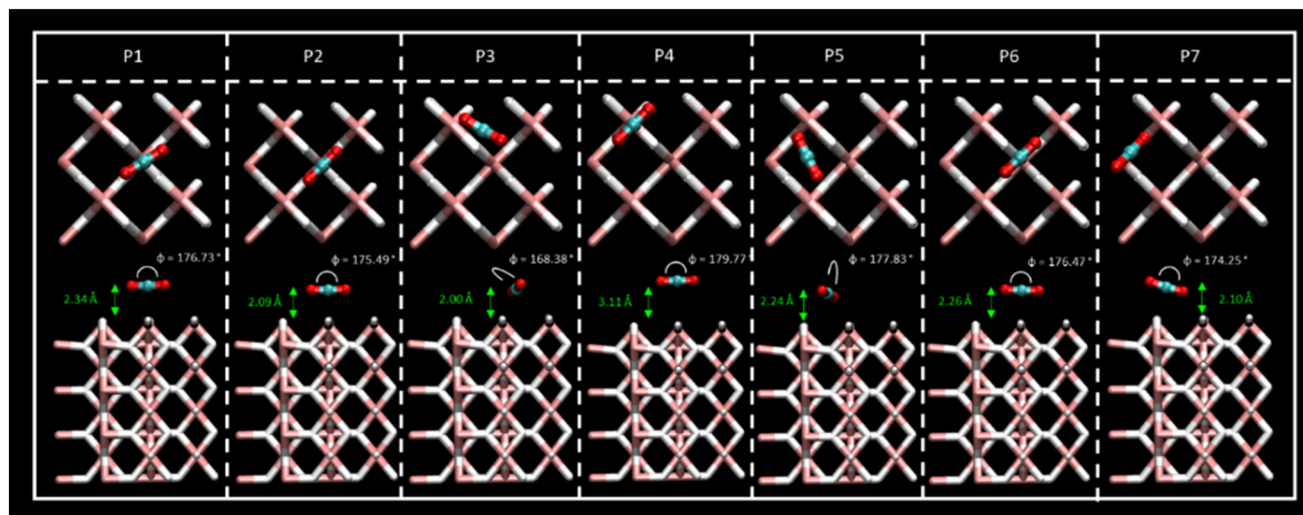 P1 P2 P3 P4 P5 P6 P7
ϕ = 176.73° ϕ = 175.49° ϕ = 168.38° ϕ = 179.77° ϕ = 177.83° ϕ = 176.47° ϕ = 174.25°
2.34 Å 2.09 Å 2.00 Å 3.11 Å 2.24 Å 2.26 Å 2.10 Å